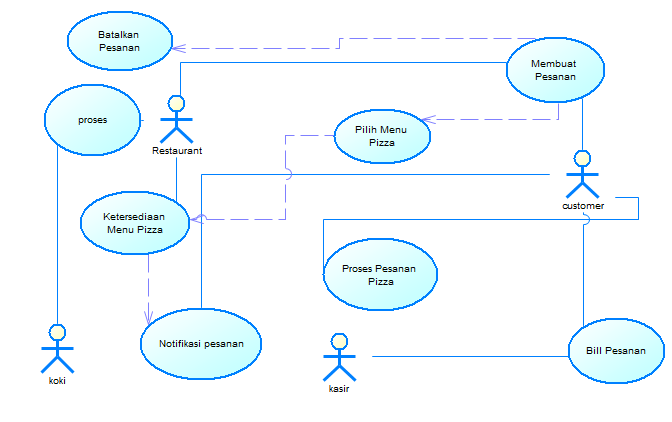 Batalkan
Pesanan
Membuat
Pesanan
proses
Pilih Menu
Pizza
Restaurant
customer
Ketersediaan
Menu Pizza
Proses Pesanan
Pizza
Notifikasi pesanan
Bill Pesanan
koki
kasir